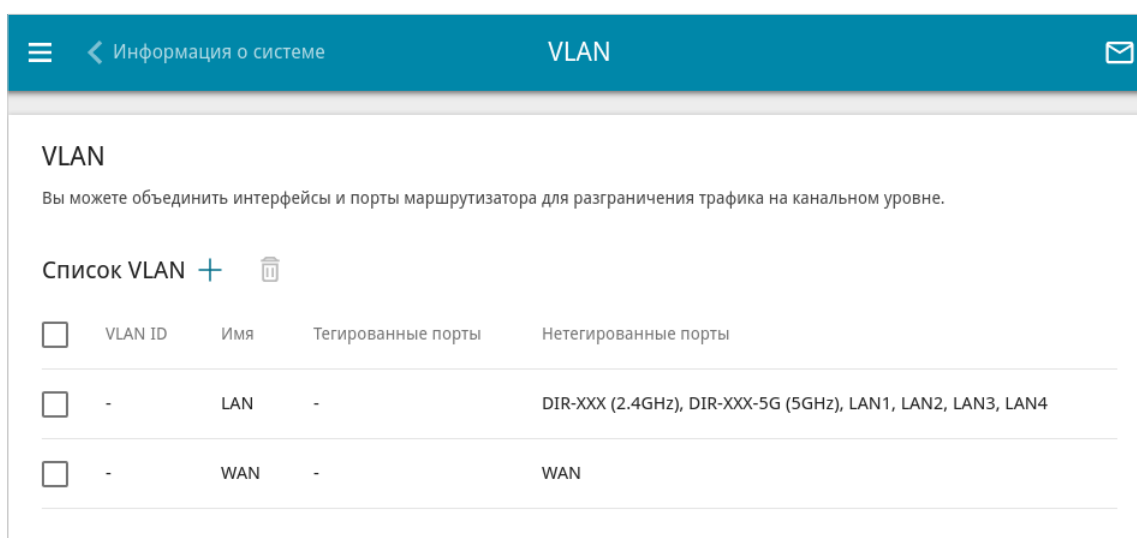 Информация о системе VLAN
VLAN
Вы можете объединить интерфейсы и порты маршрутизатора для разграничения трафика на канальном уровне.
Список VLAN
VLAN ID Имя Тегированные порты Нетегированные порты
- LAN - DIR-XXX (2.4GHz), DIR-XXX-5G (5GHz), LAN1, LAN2, LAN3, LAN4
- WAN - WAN